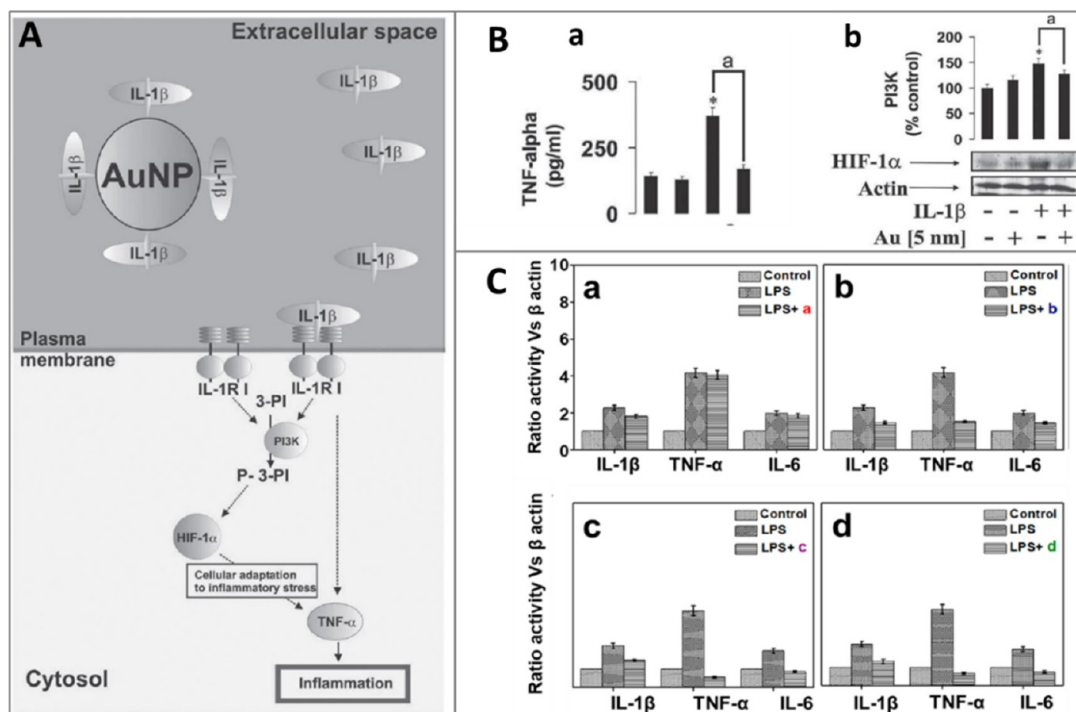 A
Extracellular space
IL-1β
IL-1β
IL-1β
IL-1β
AuNP
IL-1β
IL-1β
IL-1β
IL-1β
Plasma
membrane
IL-1R I
IL-1R I
3-PI
PI3K
P- 3-PI
HIF-1α
Cellular adaptation
to inflammatory stress
TNF-α
Cytosol
Inflammation
B
a
a
TNF-alpha
(pg/ml)
500
250
0
*
b
a
PI3K
(% control)
200
150
100
50
0
*
HIF-1α
Actin
IL-1β - - + +
Au [5 nm] - + - +
C
a
Control
LPS
LPS+ a
Ratio activity Vs β actin
10
8
6
4
2
0
IL-1β TNF-α IL-6
b
Control
LPS
LPS+ b
IL-1β TNF-α IL-6
c
Control
LPS
LPS+ c
Ratio activity Vs β actin
IL-1β TNF-α IL-6
d
Control
LPS
LPS+ d
IL-1β TNF-α IL-6